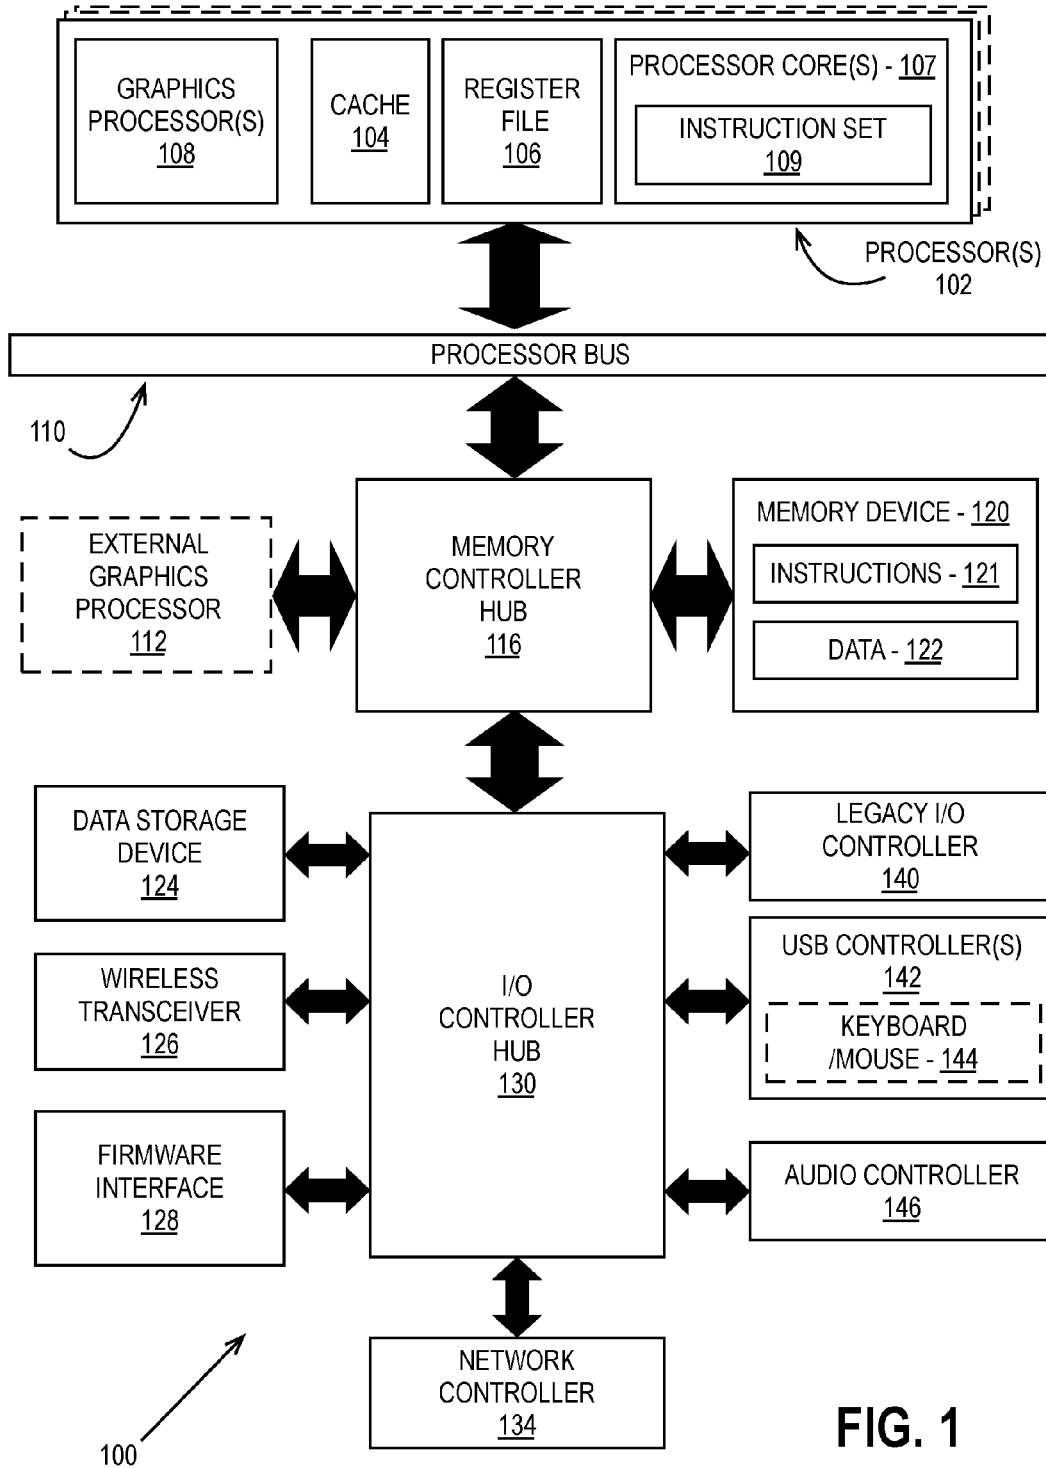 GRAPHICS
PROCESSOR(S)
108
CACHE
104
REGISTER
FILE
106
PROCESSOR CORE(S) - 107
INSTRUCTION SET
109
PROCESSOR(S)
102
PROCESSOR BUS
110
EXTERNAL
GRAPHICS
PROCESSOR
112
MEMORY
CONTROLLER
HUB
116
MEMORY DEVICE - 120
INSTRUCTIONS - 121
DATA - 122
DATA STORAGE
DEVICE
124
WIRELESS
TRANSCEIVER
126
FIRMWARE
INTERFACE
128
I/O
CONTROLLER
HUB
130
LEGACY I/O
CONTROLLER
140
USB CONTROLLER(S)
142
KEYBOARD
/MOUSE - 144
AUDIO CONTROLLER
146
NETWORK
CONTROLLER
134
100
FIG. 1